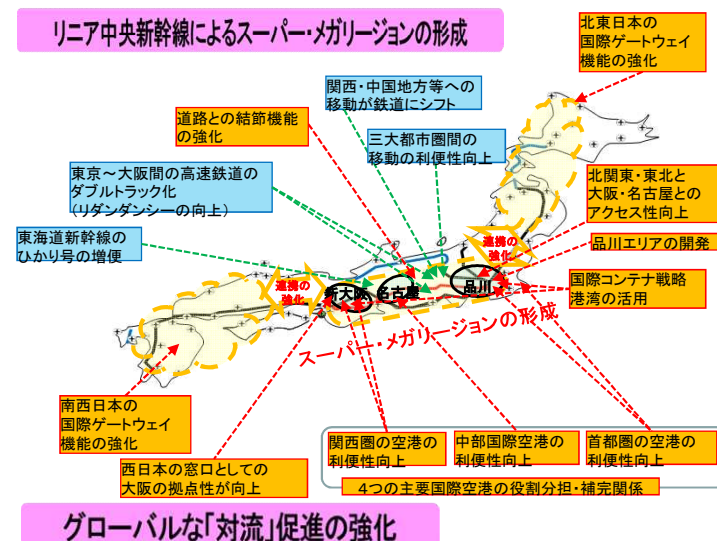 リニア中央新幹線によるスーパー・メガリージョンの形成
北東日本の
国際ゲートウェイ
機能の強化
関西・中国地方等への
移動が鉄道にシフト
道路との結節機能
の強化
三大都市圏間の
移動の利便性向上
東京～大阪間の高速鉄道の
ダブルトラック化
(リダンダンシーの向上)
北関東・東北と
大阪・名古屋との
アクセス性向上
東海道新幹線の
ひかり号の増便
連携の
強化
品川エリアの開発
国際コンテナ戦略
港湾の活用
連携の
強化
新大阪
名古屋
品川
スーパー・メガリージョンの形成
南西日本の
国際ゲートウェイ
機能の強化
西日本の窓口としての
大阪の拠点性が向上
関西圏の空港の
利便性向上
中部国際空港の
利便性向上
首都圏の空港の
利便性向上
4つの主要国際空港の役割分担・補完関係
グローバルな「対流」促進の強化